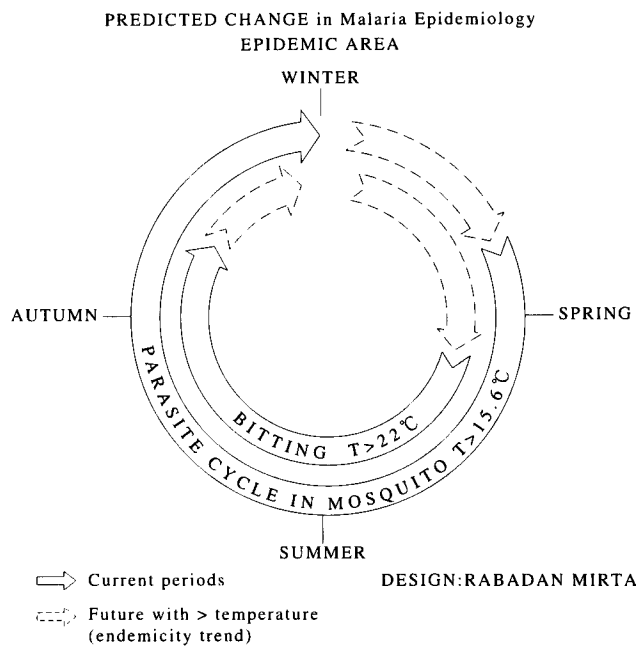 PREDICTED CHANGE in Malaria Epidemiology
EPIDEMIC AREA
WINTER
AUTUMN
SPRING
BITTING T>22℃
PARASITE CYCLE IN MOSQUITO T>15.6℃
SUMMER
Current periods
DESIGN:RABADAN MIRTA
Future with > temperature
(endemicity trend)